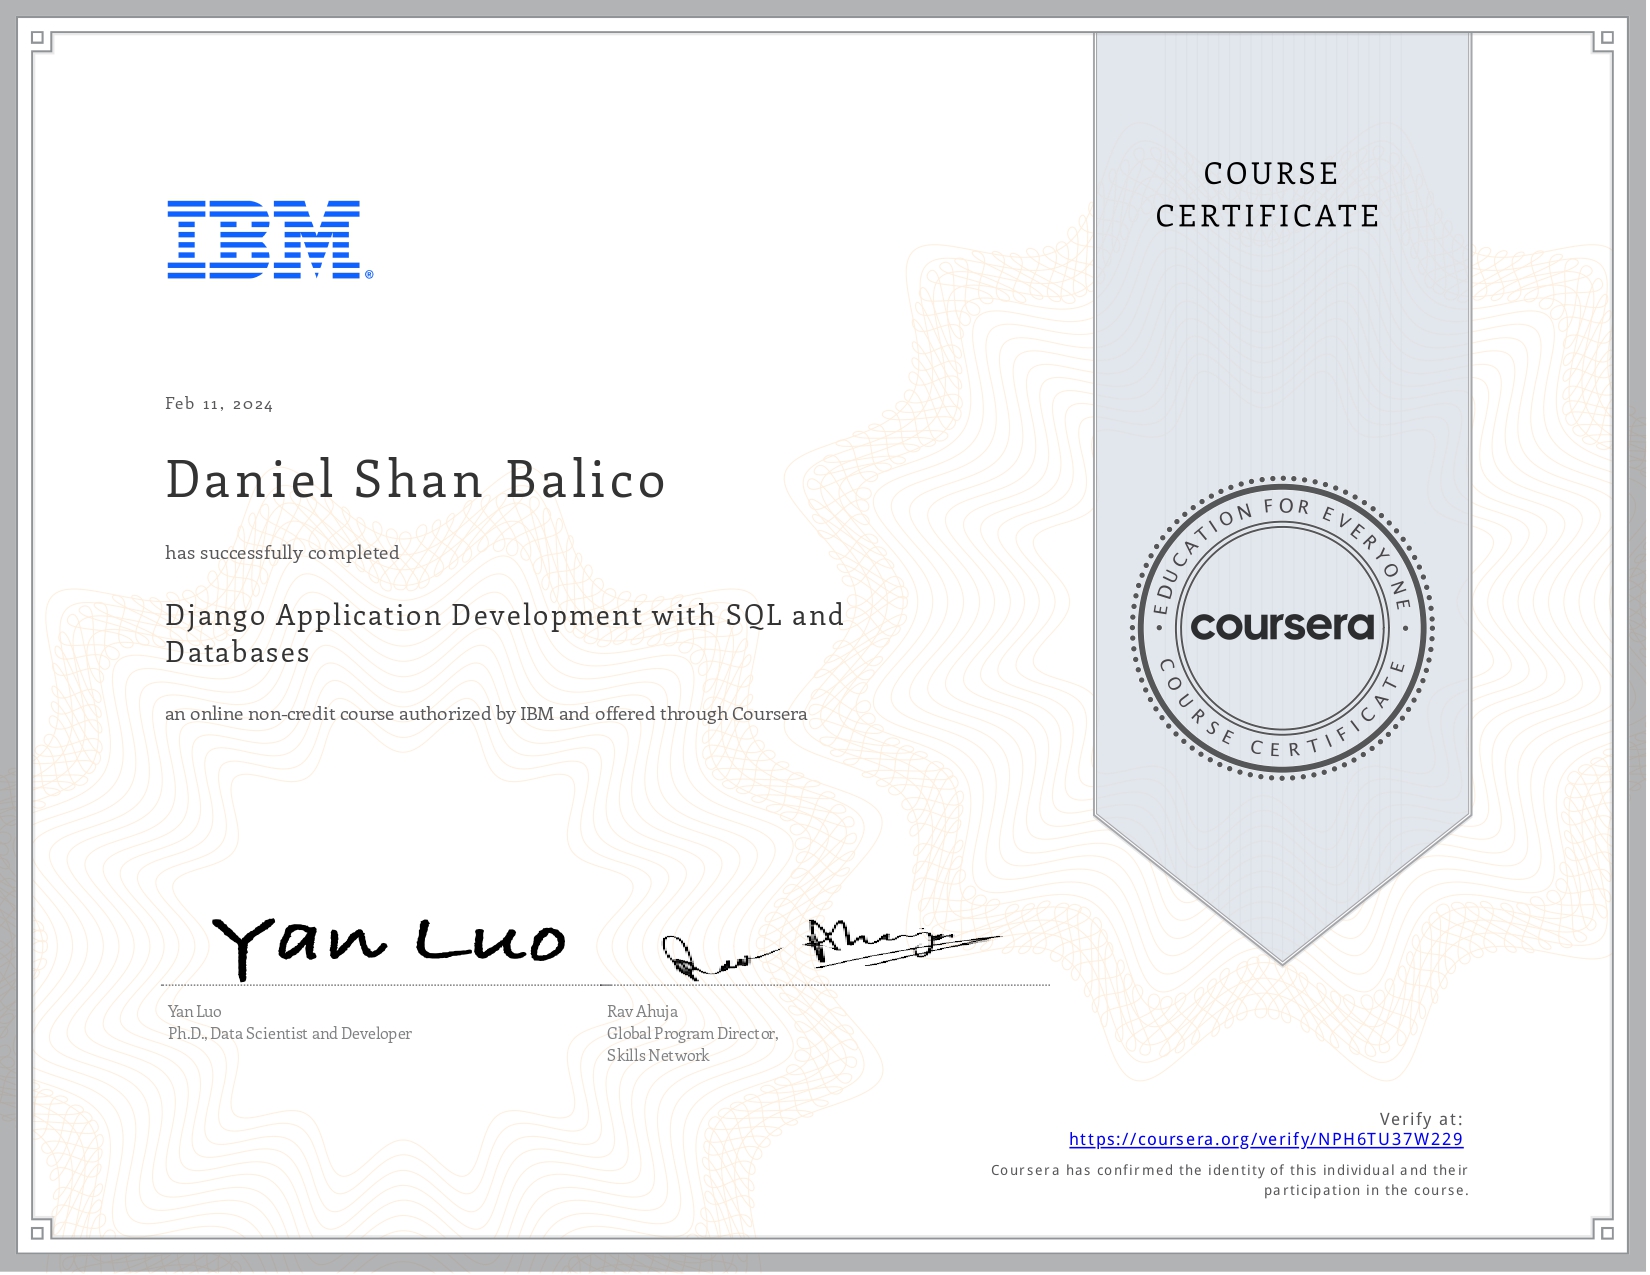 IBM®
COURSE
CERTIFICATE
Feb 11, 2024
Daniel Shan Balico
has successfully completed
Django Application Development with SQL and
Databases
an online non-credit course authorized by IBM and offered through Coursera
• EDUCATION FOR EVERYONE •
coursera
COURSE CERTIFICATE
Yan Luo
Rav Ahuja
Yan Luo
Ph.D., Data Scientist and Developer
Rav Ahuja
Global Program Director,
Skills Network
Verify at:
https://coursera.org/verify/NPH6TU37W229
Coursera has confirmed the identity of this individual and their
participation in the course.